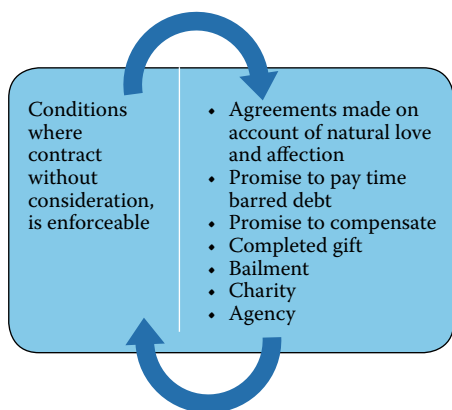 Conditions
where
contract
without
consideration,
is enforceable
• Agreements made on
account of natural love
and affection
• Promise to pay time
barred debt
• Promise to compensate
• Completed gift
• Bailment
• Charity
• Agency